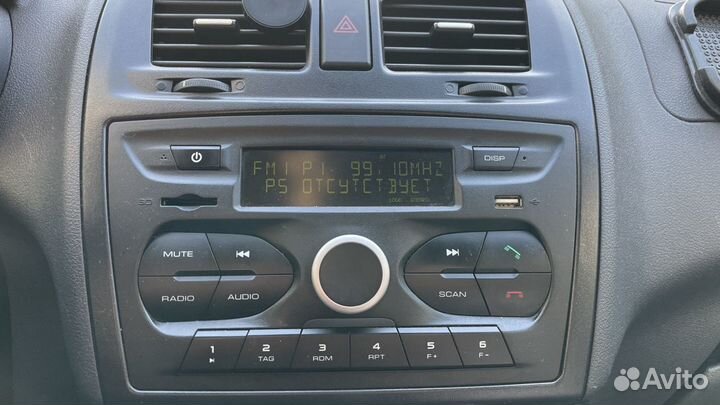 DISP
FM1 P1 99.10MHZ
PS ОТСУТСТВУЕТ
SD
MUTE
SCAN
RADIO
AUDIO
1
2
TAG
3
RDM
4
RPT
5
F+
6
F-
Avito